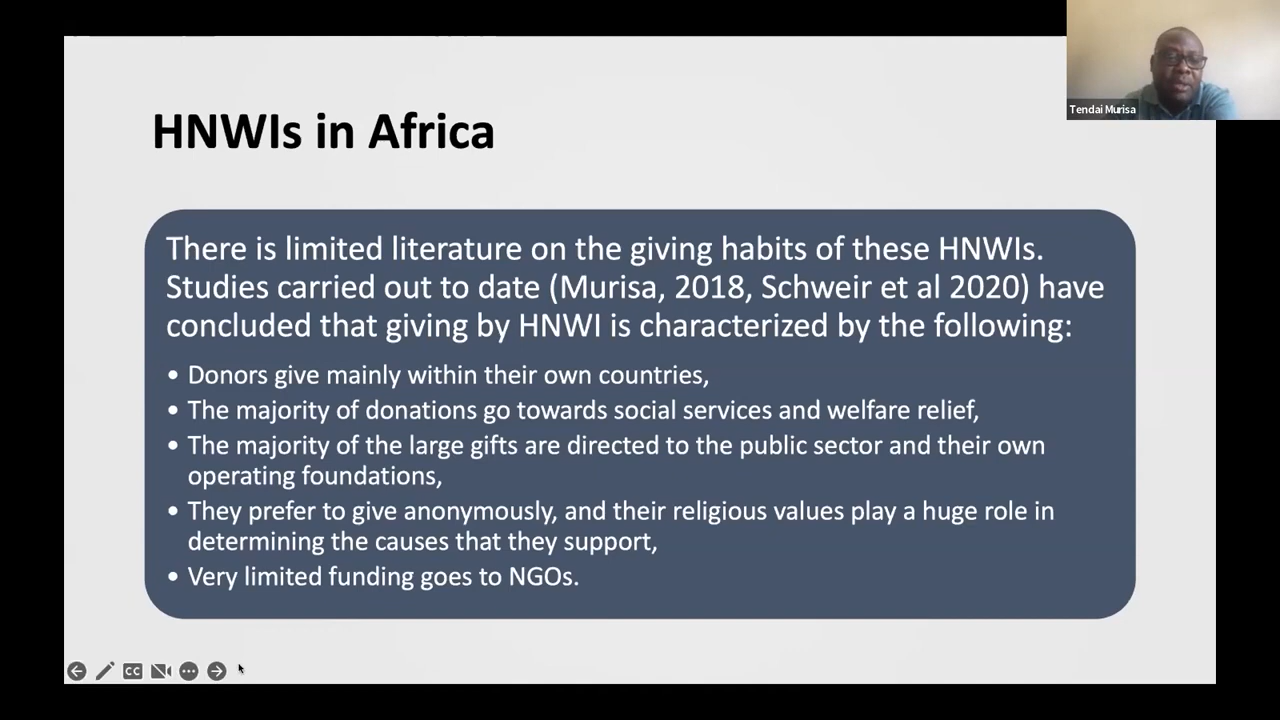 Tendai Murisa
HNWIs in Africa
There is limited literature on the giving habits of these HNWIs.
Studies carried out to date (Murisa, 2018, Schweir et al 2020) have
concluded that giving by HNWI is characterized by the following:
• Donors give mainly within their own countries,
• The majority of donations go towards social services and welfare relief,
• The majority of the large gifts are directed to the public sector and their own
operating foundations,
• They prefer to give anonymously, and their religious values play a huge role in
determining the causes that they support,
• Very limited funding goes to NGOs.
CC